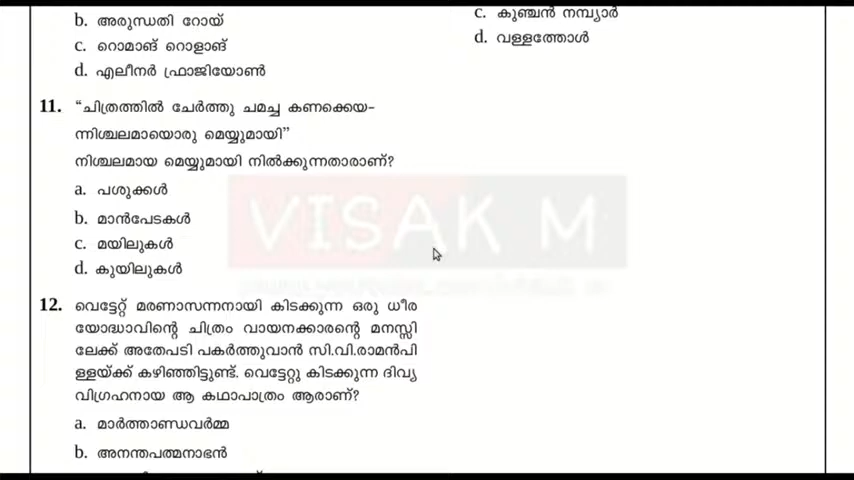 b. അരുന്ധതി റോയ്
c. റൊമാങ് റൊളാങ്
d. എലീനർ ഫ്രാജിയോൺ
11. “ചിത്രത്തിൽ ചേർത്തു ചമച്ച കണക്കെയ-
ന്നിശ്ചലമായൊരു മെയ്യുമായി”
നിശ്ചലമായ മെയ്യുമായി നിൽക്കുന്നതാരാണ്?
a. പശുക്കൾ
b. മാൻപേടകൾ
c. മയിലുകൾ
d. കുയിലുകൾ
12. വെട്ടേറ്റ് മരണാസന്നനായി കിടക്കുന്ന ഒരു ധീര
യോദ്ധാവിന്റെ ചിത്രം വായനക്കാരന്റെ മനസ്സി
ലേക്ക് അതേപടി പകർത്തുവാൻ സി.വി.രാമൻപി
ള്ളയ്ക്ക് കഴിഞ്ഞിട്ടുണ്ട്. വെട്ടേറ്റു കിടക്കുന്ന ദിവ്യ
വിഗ്രഹനായ ആ കഥാപാത്രം ആരാണ്?
a. മാർത്താണ്ഡവർമ്മ
b. അനന്തപത്മനാഭൻ
c. കുഞ്ചൻ നമ്പ്യാർ
d. വള്ളത്തോൾ
VISAK M